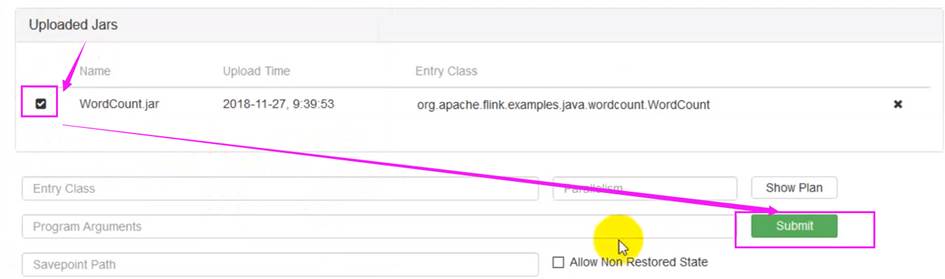 Uploaded Jars
Name Upload Time Entry Class
WordCount.jar 2018-11-27, 9:39:53 org.apache.flink.examples.java.wordcount.WordCount
Entry Class Parallelism Show Plan
Program Arguments Submit
Savepoint Path Allow Non Restored State